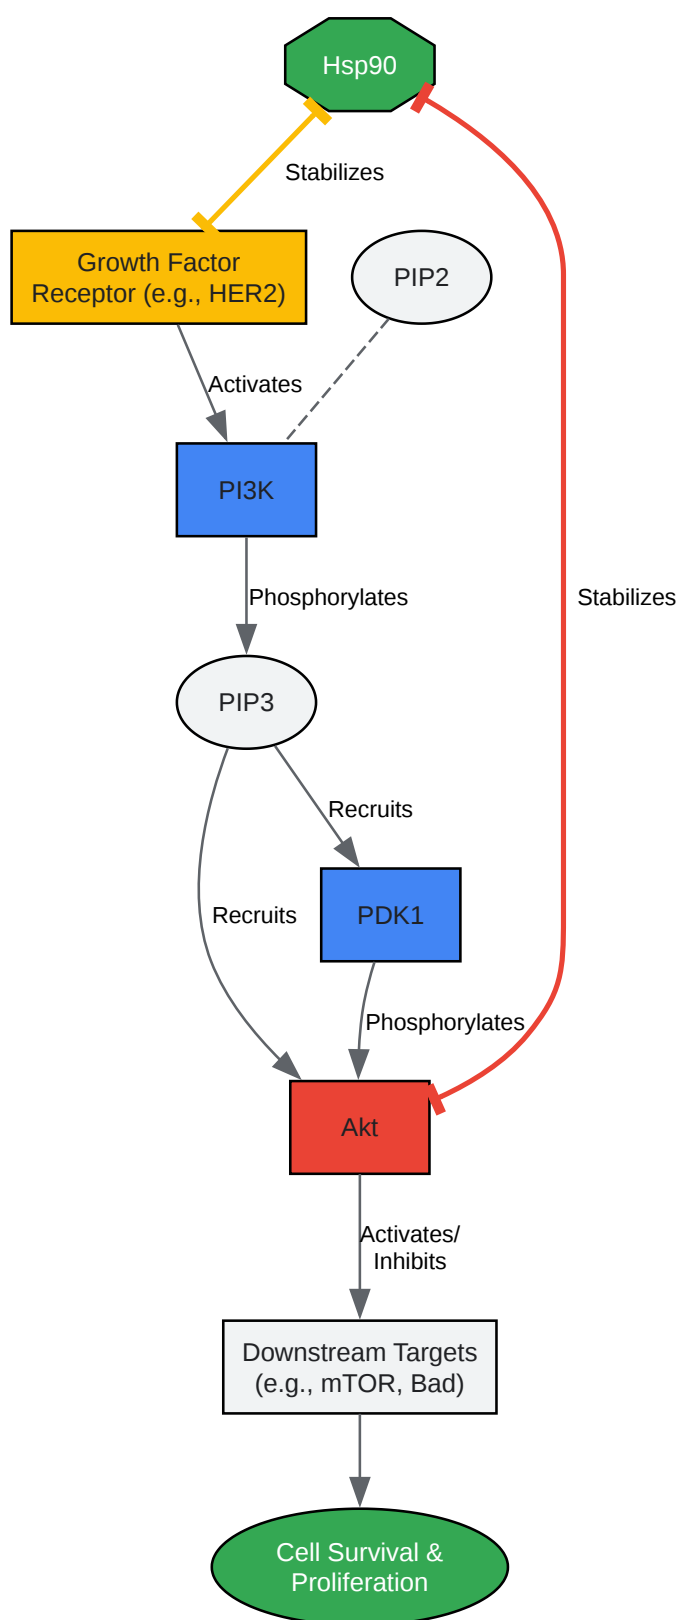 Hsp90
Stabilizes
Growth Factor
Receptor (e.g., HER2)
PIP2
Activates
PI3K
Phosphorylates
Stabilizes
PIP3
Recruits
Recruits
PDK1
Phosphorylates
Akt
Activates/
Inhibits
Downstream Targets
(e.g., mTOR, Bad)
Cell Survival &
Proliferation